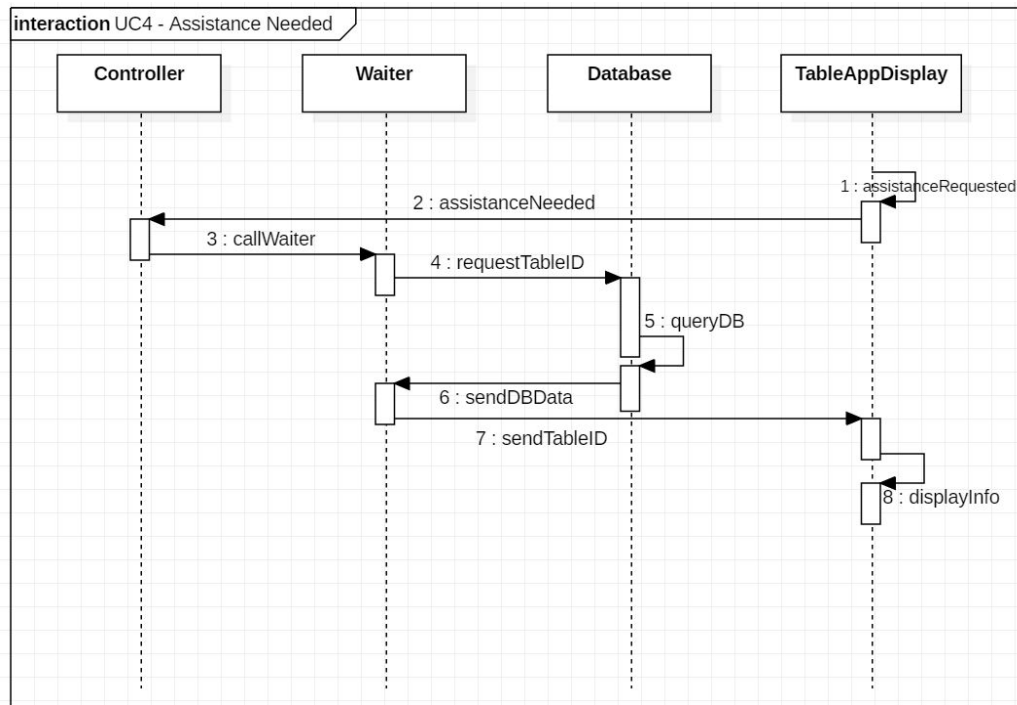 interaction UC4 - Assistance Needed
Controller
Waiter
Database
TableAppDisplay
1 : assistanceRequested
2 : assistanceNeeded
3 : callWaiter
4 : requestTableID
5 : queryDB
6 : sendDBData
7 : sendTableID
8 : displayInfo